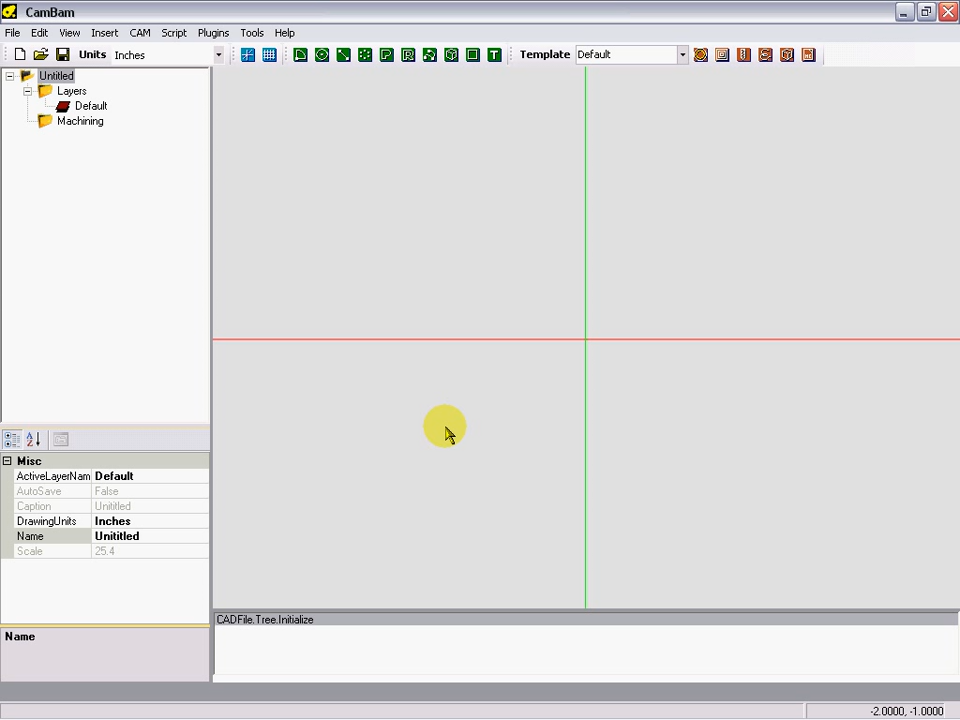 CamBam
File Edit View Insert CAM Script Plugins Tools Help
Units Inches P R T Template Default
Untitled
Layers
Default
Machining
Misc
ActiveLayerNam Default
AutoSave False
Caption Unititled
DrawingUnits Inches
Name Unititled
Scale 25.4
Name
CADFile.Tree.Initialize
-2.0000, -1.0000